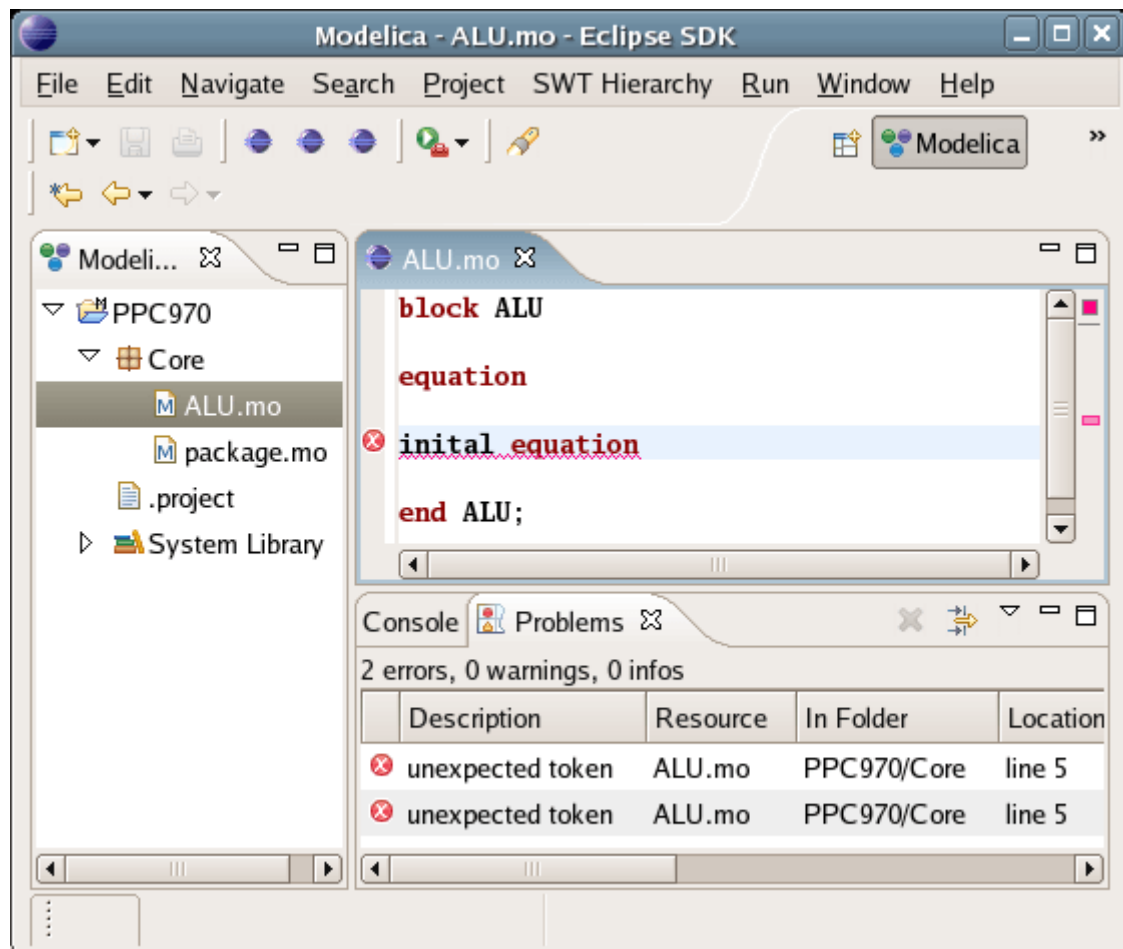 Modelica - ALU.mo - Eclipse SDK
File Edit Navigate Search Project SWT Hierarchy Run Window Help
Modelica »
Modeli...
PPC970
Core
ALU.mo
package.mo
.project
System Library
ALU.mo
block ALU
equation
inital equation
end ALU;
Console Problems
2 errors, 0 warnings, 0 infos
Description Resource In Folder Location
unexpected token ALU.mo PPC970/Core line 5
unexpected token ALU.mo PPC970/Core line 5